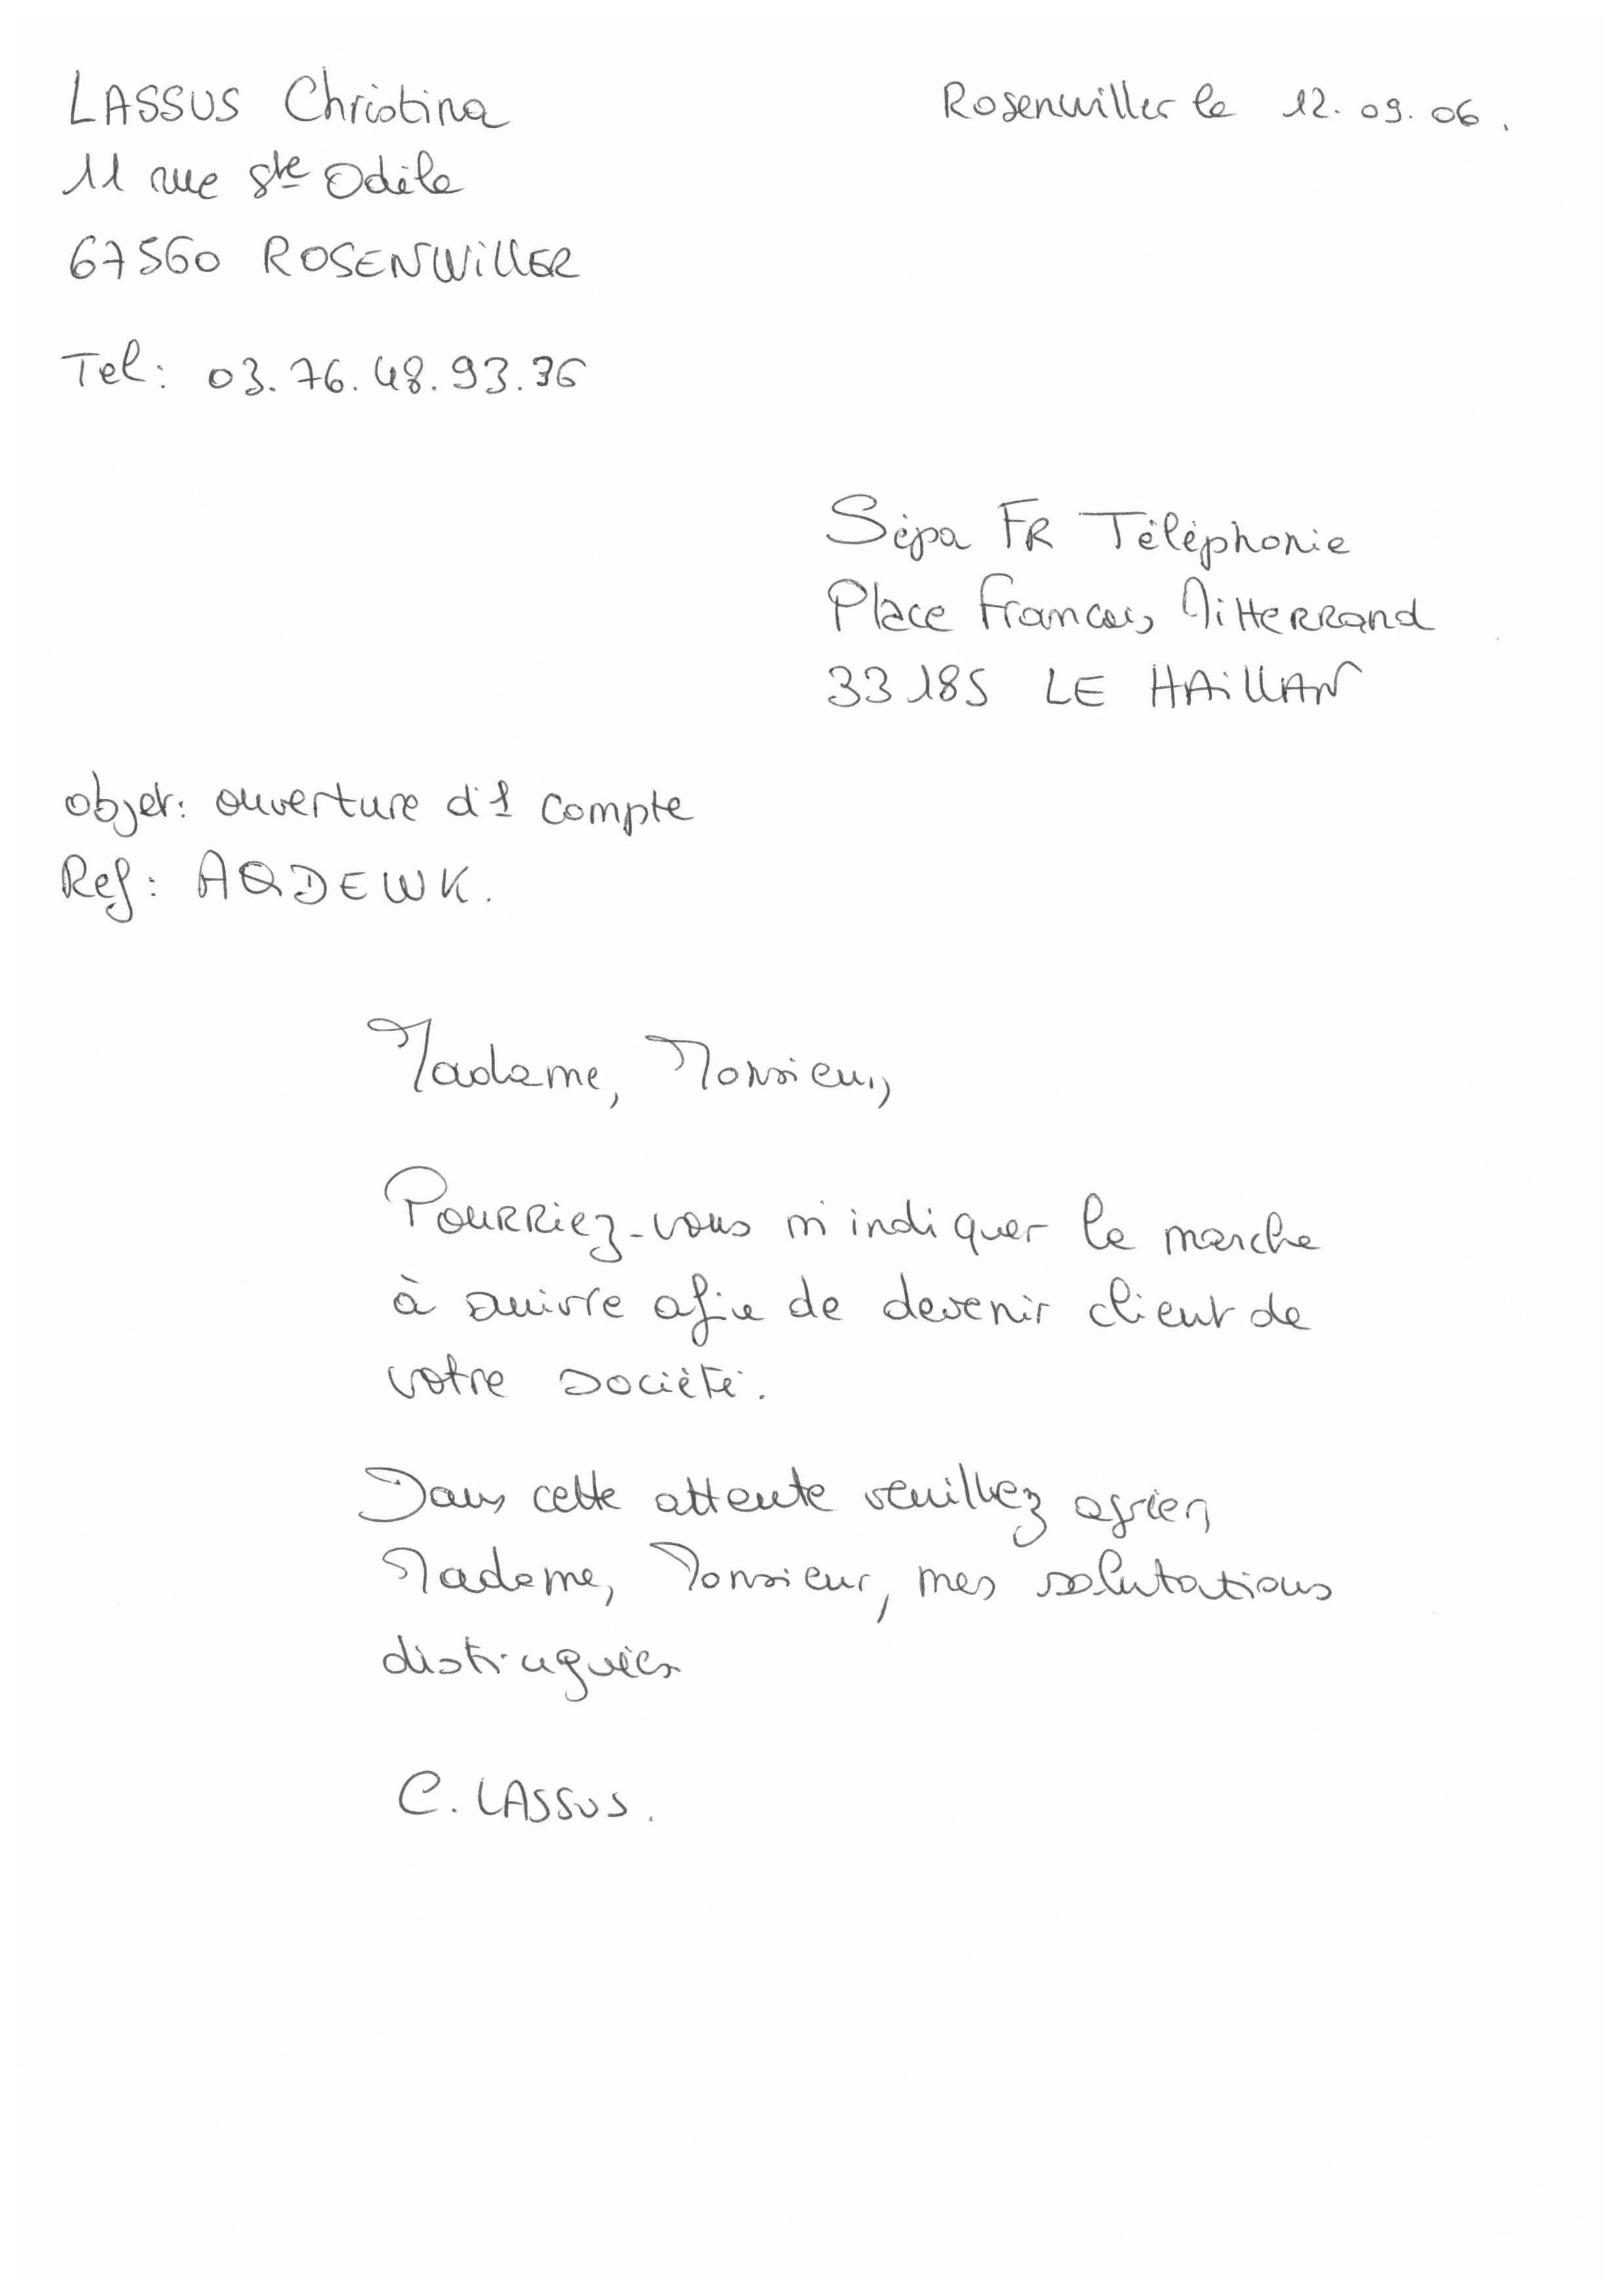 LASSUS Christina
Rosenwiller le 12.09.06.
11 rue Ste Odile
67560 ROSENWILLER
Tel: 03.76.48.93.36
Sépa FR Téléphonie
Place Francois Mitterrand
33185 LE HAILLAN
objet: ouverture d'1 compte
Ref: AQDEWK.
Madame, Monsieur,
Pourriez-vous m'indiquer la marche
à suivre afin de devenir client de
votre société.
Dans cette attente veuillez agréer,
Madame, Monsieur, mes salutations
distinguées
C. LASSUS.